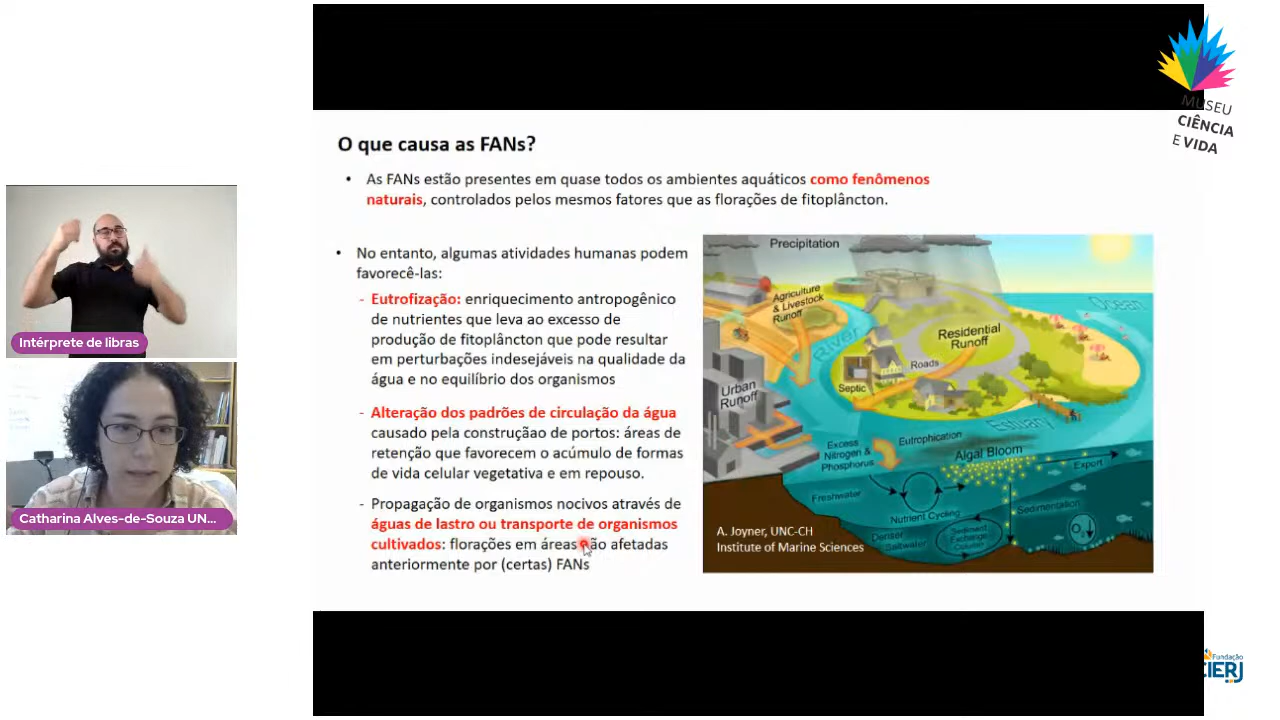 MUSEU
CIÊNCIA
E VIDA
O que causa as FANs?
• As FANs estão presentes em quase todos os ambientes aquáticos como fenômenos
naturais, controlados pelos mesmos fatores que as florações de fitoplâncton.
• No entanto, algumas atividades humanas podem
favorecê-las:
- Eutrofização: enriquecimento antropogênico
de nutrientes que leva ao excesso de
produção de fitoplâncton que pode resultar
em perturbações indesejáveis na qualidade da
água e no equilíbrio dos organismos
- Alteração dos padrões de circulação da água
causado pela construçãao de portos: áreas de
retenção que favorecem o acúmulo de formas
de vida celular vegetativa e em repouso.
- Propagação de organismos nocivos através de
águas de lastro ou transporte de organismos
cultivados: florações em áreas não afetadas
anteriormente por (certas) FANs
Precipitation
Agriculture
& Livestock
Runoff
River
Ocean
Residential
Runoff
Roads
Septic
Urban
Runoff
Estuary
Excess
Nitrogen &
Phosphorus
Eutrophication
Algal Bloom
Export
Freshwater
Nutrient Cycling
Sedimentation
Denser
Saltwater
Sediment
Exchange
O2
A. Joyner, UNC-CH
Institute of Marine Sciences
Intérprete de libras
Catharina Alves-de-Souza UN...
Fundação
CIERJ